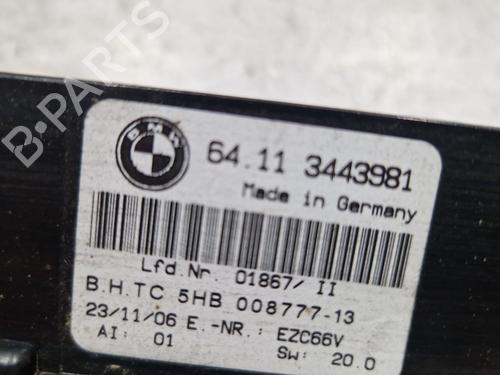 B-PARTS
BMW
64.11 3443981
Made in Germany
Lfd.Nr. 01867/ II
B.H.TC 5HB 008777-13
23/11/06 E.-NR.: EZC66V
AI: 01 SW: 20.0